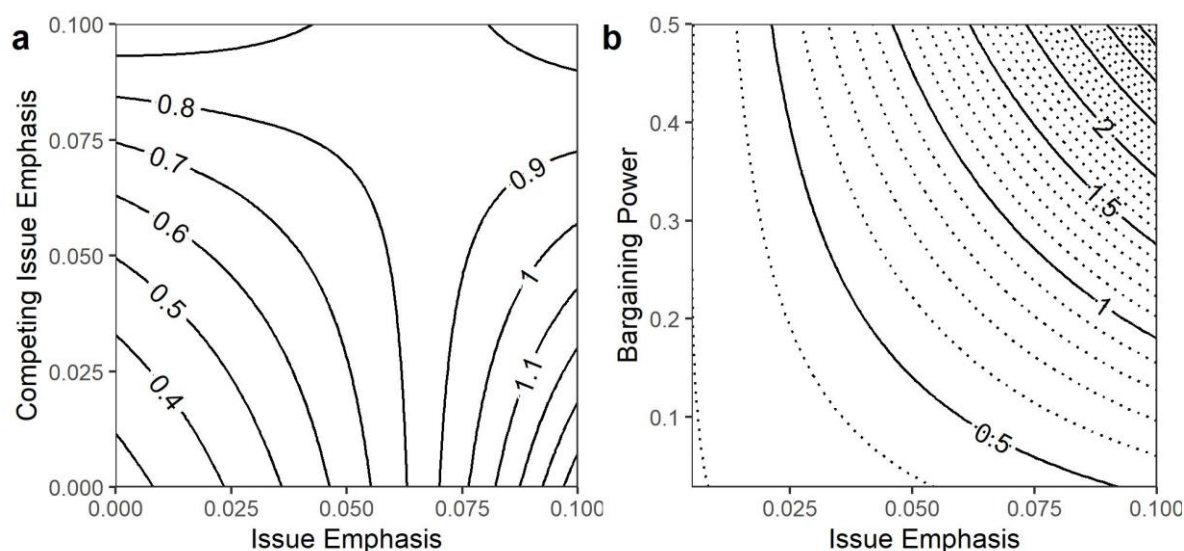 a
Competing Issue Emphasis
0.100
0.075
0.050
0.025
0.000
0.8
0.7
0.6
0.5
0.4
0.9
1
1.1
0.000 0.025 0.050 0.075 0.100
Issue Emphasis
b
Bargaining Power
0.5
0.4
0.3
0.2
0.1
2
1.5
1
0.5
0.025 0.050 0.075 0.100
Issue Emphasis